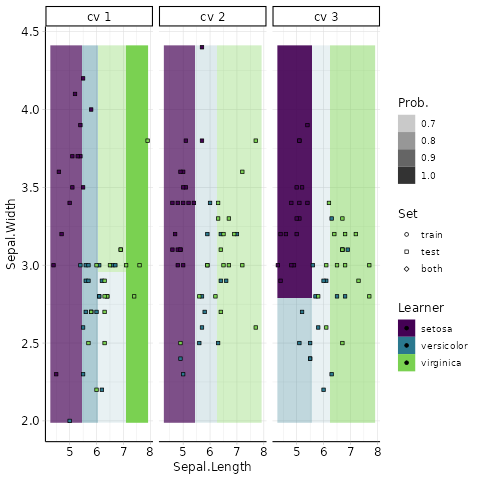 cv 1
cv 2
cv 3
4.5
4.0
3.5
3.0
2.5
2.0
Sepal.Width
5 6 7 8
5 6 7 8
5 6 7 8
Sepal.Length
Prob.
0.7
0.8
0.9
1.0
Set
train
test
both
Learner
setosa
versicolor
virginica